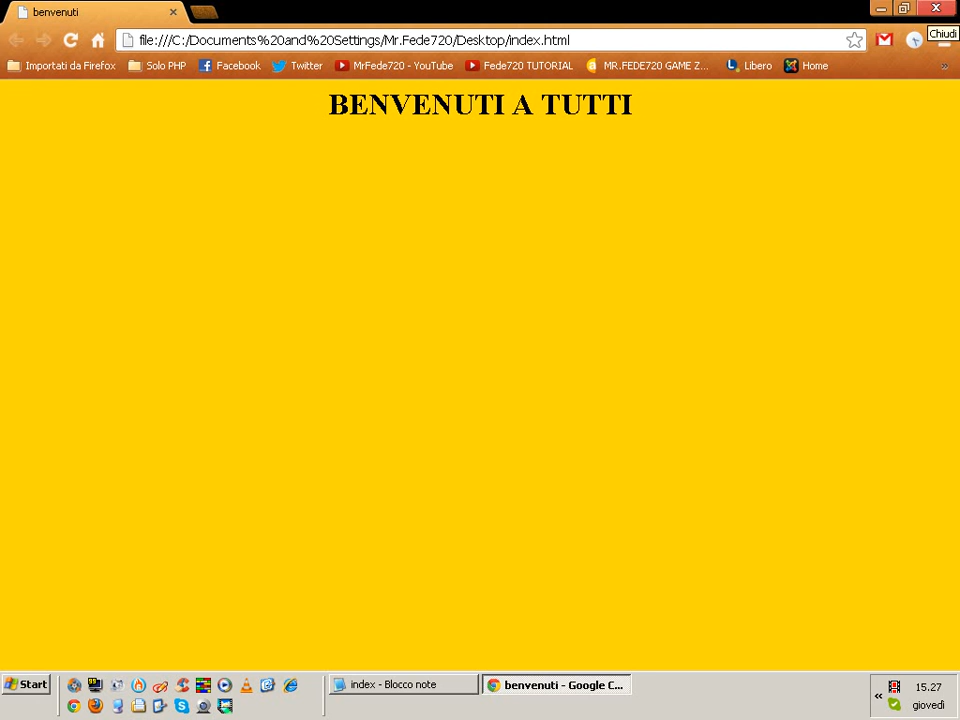 benvenuti
file:///C:/Documents%20and%20Settings/Mr.Fede720/Desktop/index.html
Chiudi
Importati da Firefox Solo PHP Facebook Twitter MrFede720 - YouTube Fede720 TUTORIAL MR.FEDE720 GAME Z... Libero Home »
BENVENUTI A TUTTI
Start index - Blocco note benvenuti - Google C... « 15.27
giovedì